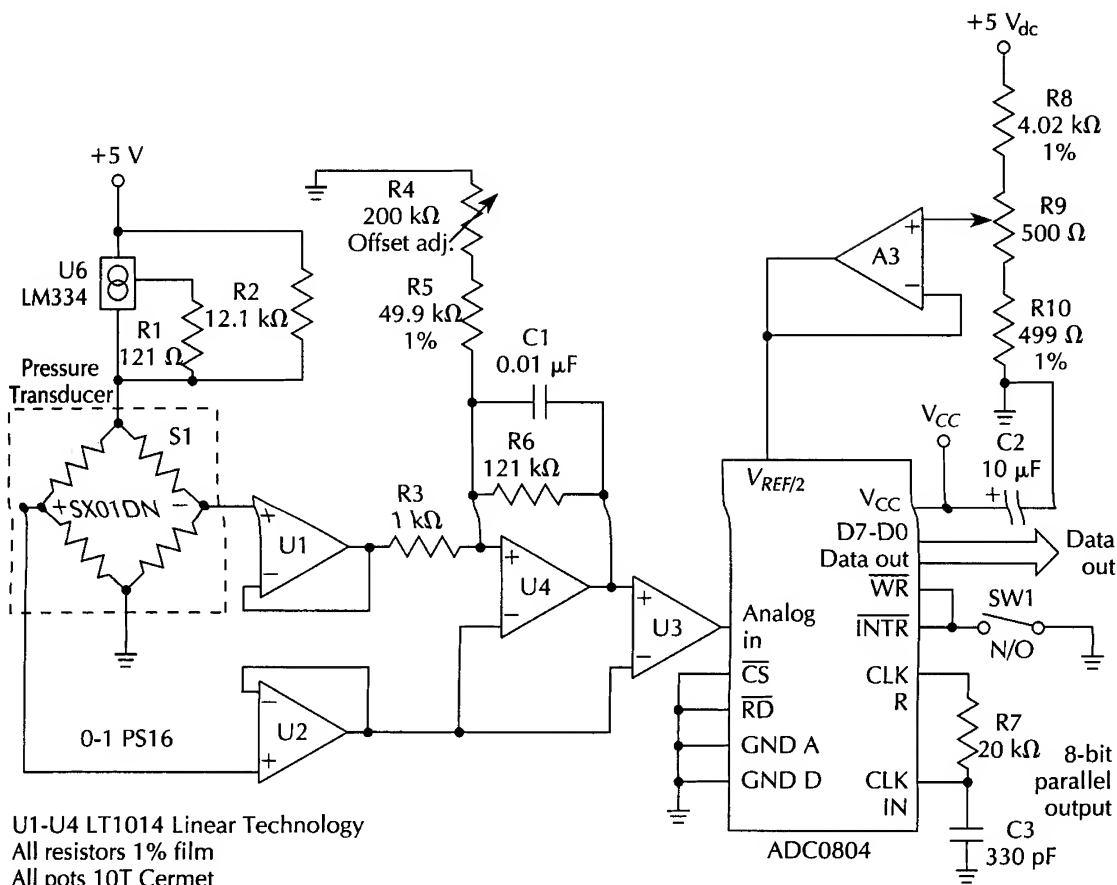 +5 V
U6
LM334
R1
121 Ω
R2
12.1 kΩ
R4
200 kΩ
Offset adj.
R5
49.9 kΩ
1%
C1
0.01 µF
R6
121 kΩ
Pressure
Transducer
S1
+ SX01DN -
U1
+
-
R3
1 kΩ
U4
+
-
U3
+
-
U2
-
+
0-1 PS16
+5 Vdc
R8
4.02 kΩ
1%
R9
500 Ω
R10
499 Ω
1%
A3
+
-
VREF/2
VCC
VCC
C2
10 µF
+
D7-D0
Data out
Data
out
WR
INTR
SW1
N/O
Analog
in
CS
RD
GND A
GND D
CLK
R
CLK
IN
R7
20 kΩ
8-bit
parallel
output
C3
330 pF
ADC0804
U1-U4 LT1014 Linear Technology
All resistors 1% film
All pots 10T Cermet